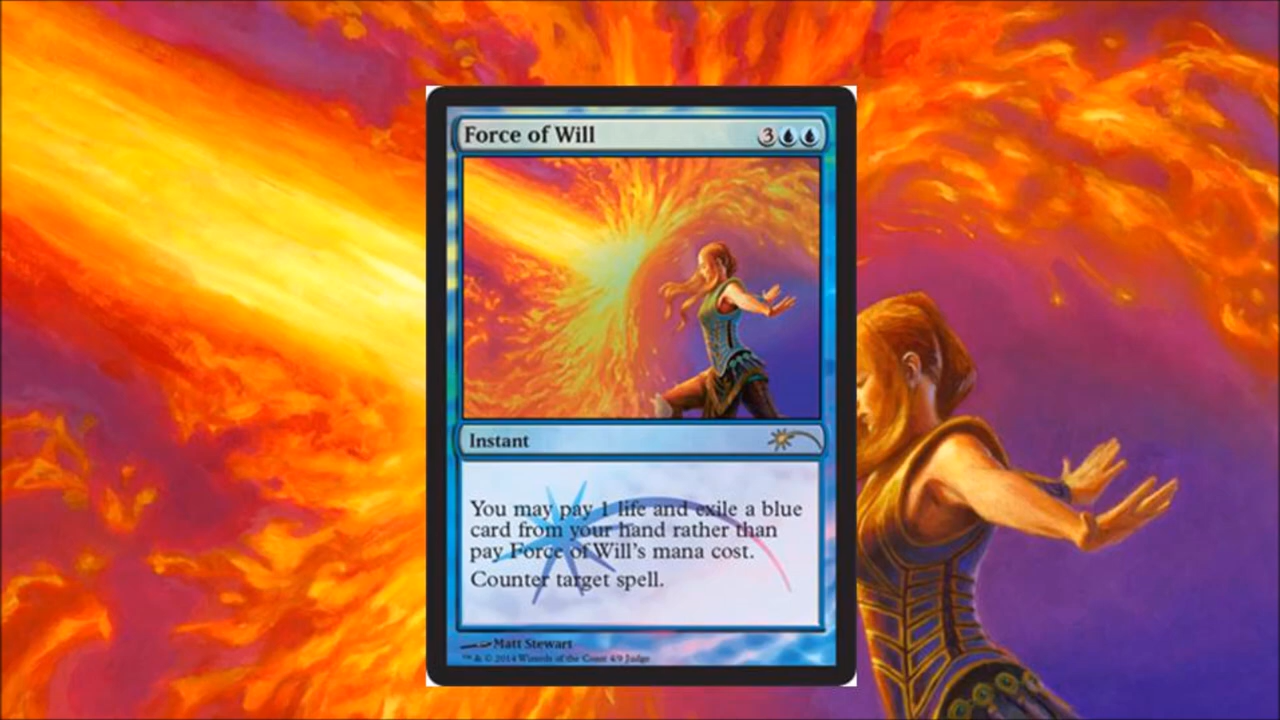 Force of Will 3
Instant
You may pay 1 life and exile a blue
card from your hand rather than
pay Force of Will's mana cost.
Counter target spell.
Matt Stewart
™ & © 2014 Wizards of the Coast 4/9 Judge